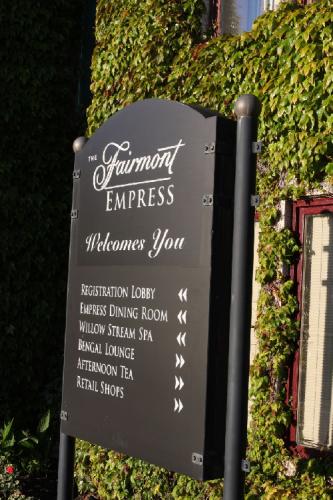 THE Fairmont
EMPRESS
Welcomes You
REGISTRATION LOBBY «
EMPRESS DINING ROOM «
WILLOW STREAM SPA «
BENGAL LOUNGE »
AFTERNOON TEA »
RETAIL SHOPS »